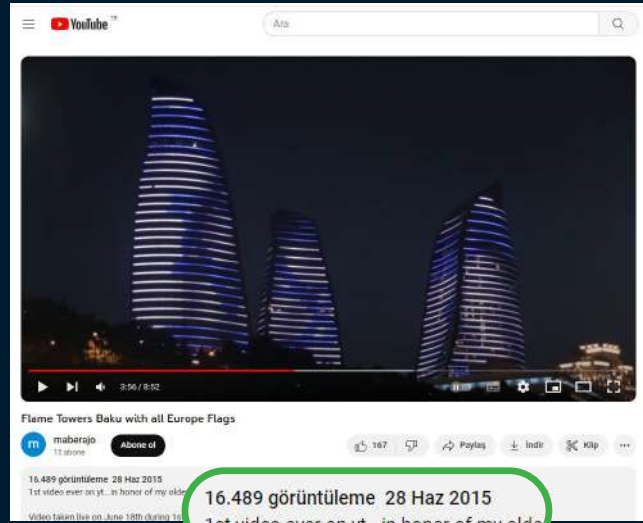 YouTube TR
Ara
3:56 / 8:52
Flame Towers Baku with all Europe Flags
m
maberajo
Abone ol
167
Paylaş
İndir
Klip
...
16.489 görüntüleme 28 Haz 2015
1st video ever on yt...in honor of my olde
Video taken live on June 18th during
16.489 görüntüleme 28 Haz 2015
1st video ever on yt...in honor of my olde